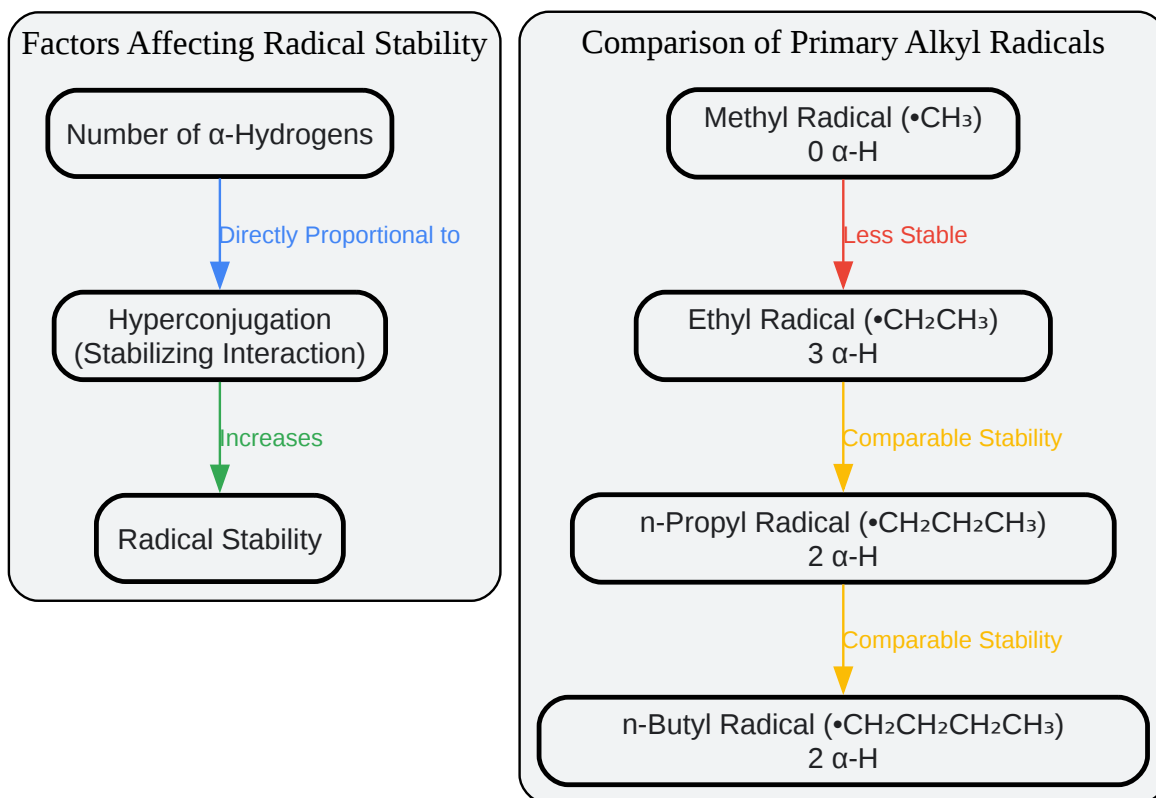 Factors Affecting Radical Stability
Number of α-Hydrogens
Directly Proportional to
Hyperconjugation
(Stabilizing Interaction)
Increases
Radical Stability
Comparison of Primary Alkyl Radicals
Methyl Radical (•CH₃)
0 α-H
Less Stable
Ethyl Radical (•CH₂CH₃)
3 α-H
Comparable Stability
n-Propyl Radical (•CH₂CH₂CH₃)
2 α-H
Comparable Stability
n-Butyl Radical (•CH₂CH₂CH₂CH₃)
2 α-H